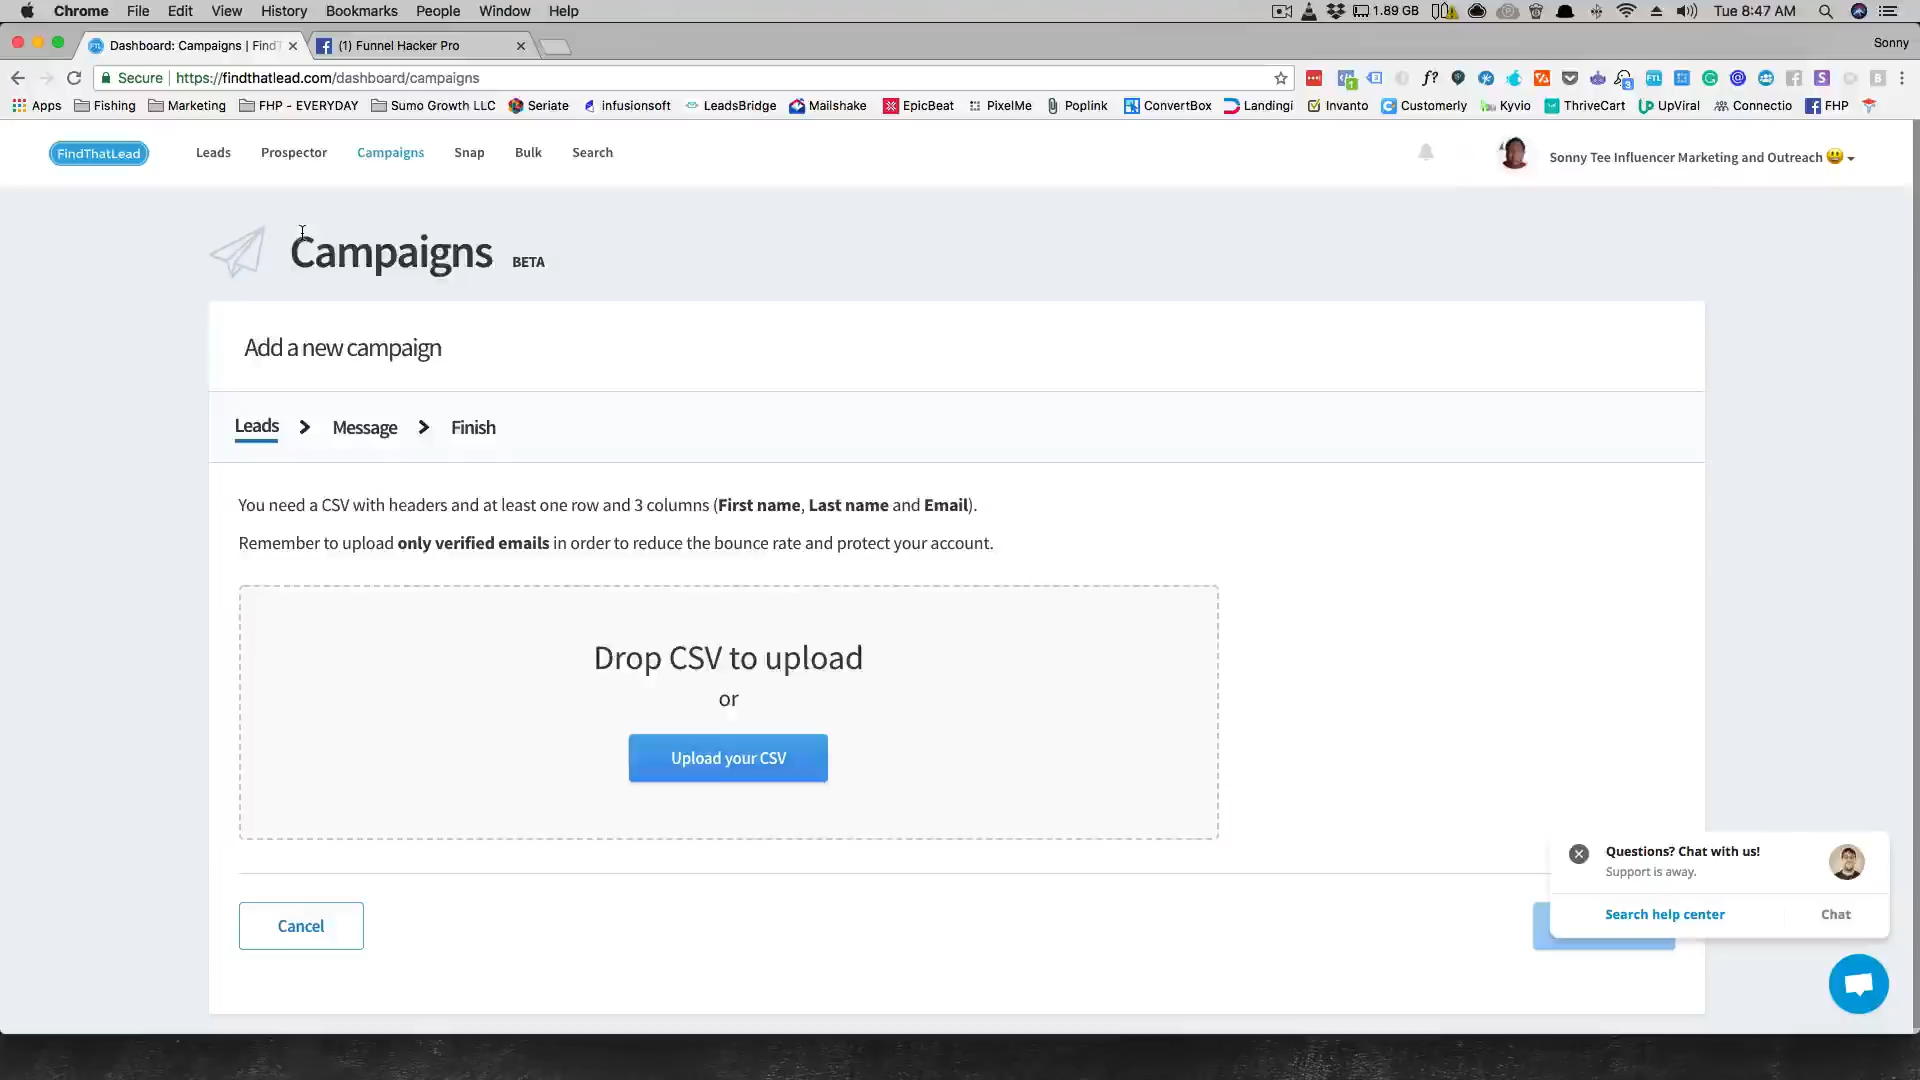 Chrome File Edit View History Bookmarks People Window Help 1.89 GB Tue 8:47 AM
Dashboard: Campaigns | Find
(1) Funnel Hacker Pro
Sonny
Secure https://findthatlead.com/dashboard/campaigns
Apps Fishing Marketing FHP - EVERYDAY Sumo Growth LLC Seriate infusionsoft LeadsBridge Mailshake EpicBeat PixelMe Poplink ConvertBox Landingi Invanto Customerly Kyvio ThriveCart UpViral Connectio FHP
FindThatLead Leads Prospector Campaigns Snap Bulk Search
Sonny Tee Influencer Marketing and Outreach 😃
Campaigns BETA
Add a new campaign
Leads > Message > Finish
You need a CSV with headers and at least one row and 3 columns (First name, Last name and Email).
Remember to upload only verified emails in order to reduce the bounce rate and protect your account.
Drop CSV to upload
or
Upload your CSV
Cancel
Questions? Chat with us!
Support is away.
Search help center Chat